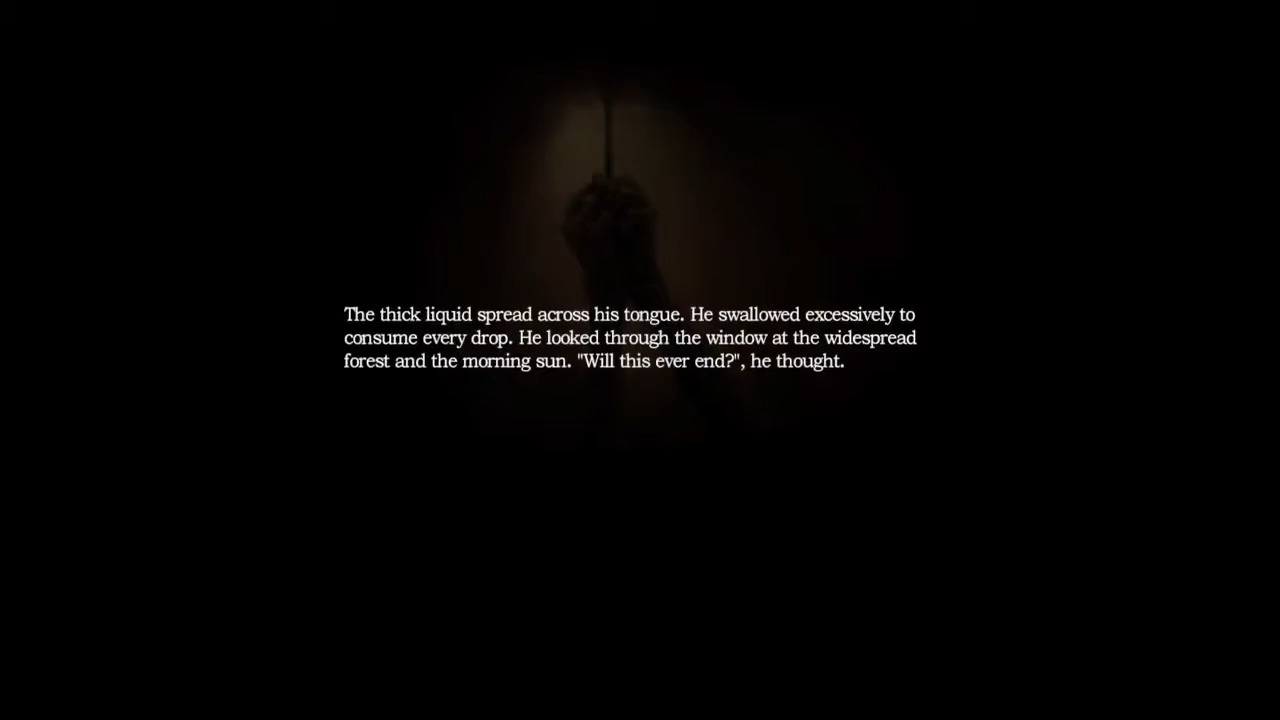 The thick liquid spread across his tongue. He swallowed excessively to
consume every drop. He looked through the window at the widespread
forest and the morning sun. "Will this ever end?", he thought.